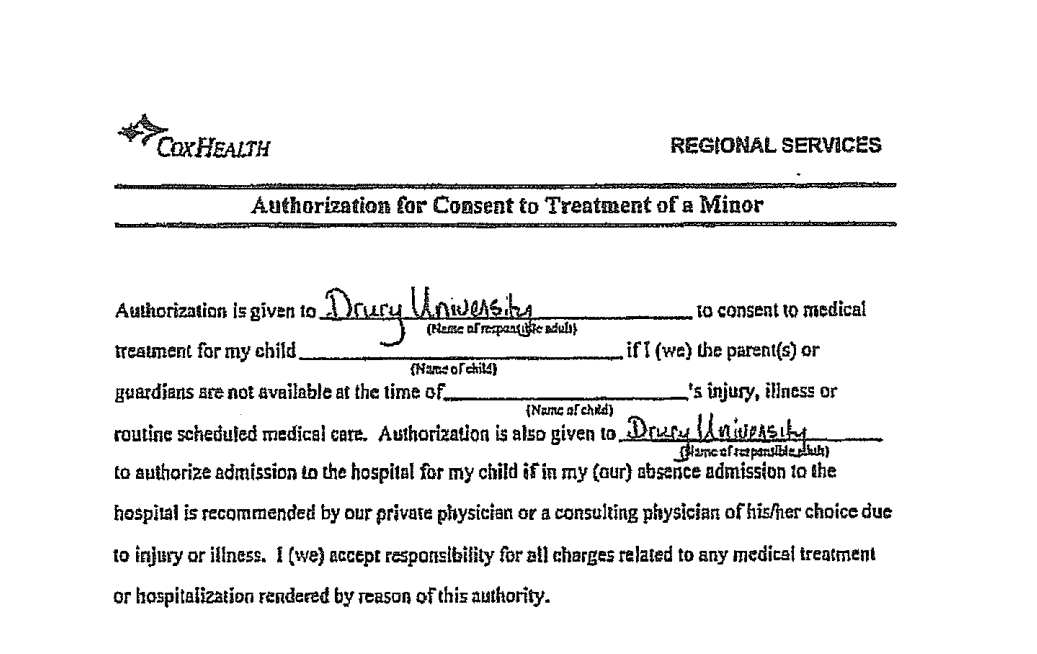 COXHEALTH
REGIONAL SERVICES
Authorization for Consent to Treatment of a Minor
Authorization is given to Drury University to consent to medical
(Name of responsible adult)
treatment for my child ______ if I (we) the parent(s) or
(Name of child)
guardians are not available at the time of ______'s injury, illness or
(Name of child)
routine scheduled medical care. Authorization is also given to Drury University
(Name of responsible adult)
to authorize admission to the hospital for my child if in my (our) absence admission to the
hospital is recommended by our private physician or a consulting physician of his/her choice due
to injury or illness. I (we) accept responsibility for all charges related to any medical treatment
or hospitalization rendered by reason of this authority.